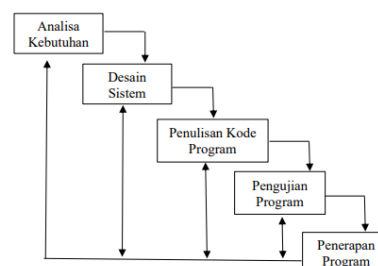 Analisa
Kebutuhan
Desain
Sistem
Penulisan Kode
Program
Pengujian
Program
Penerapan
Program